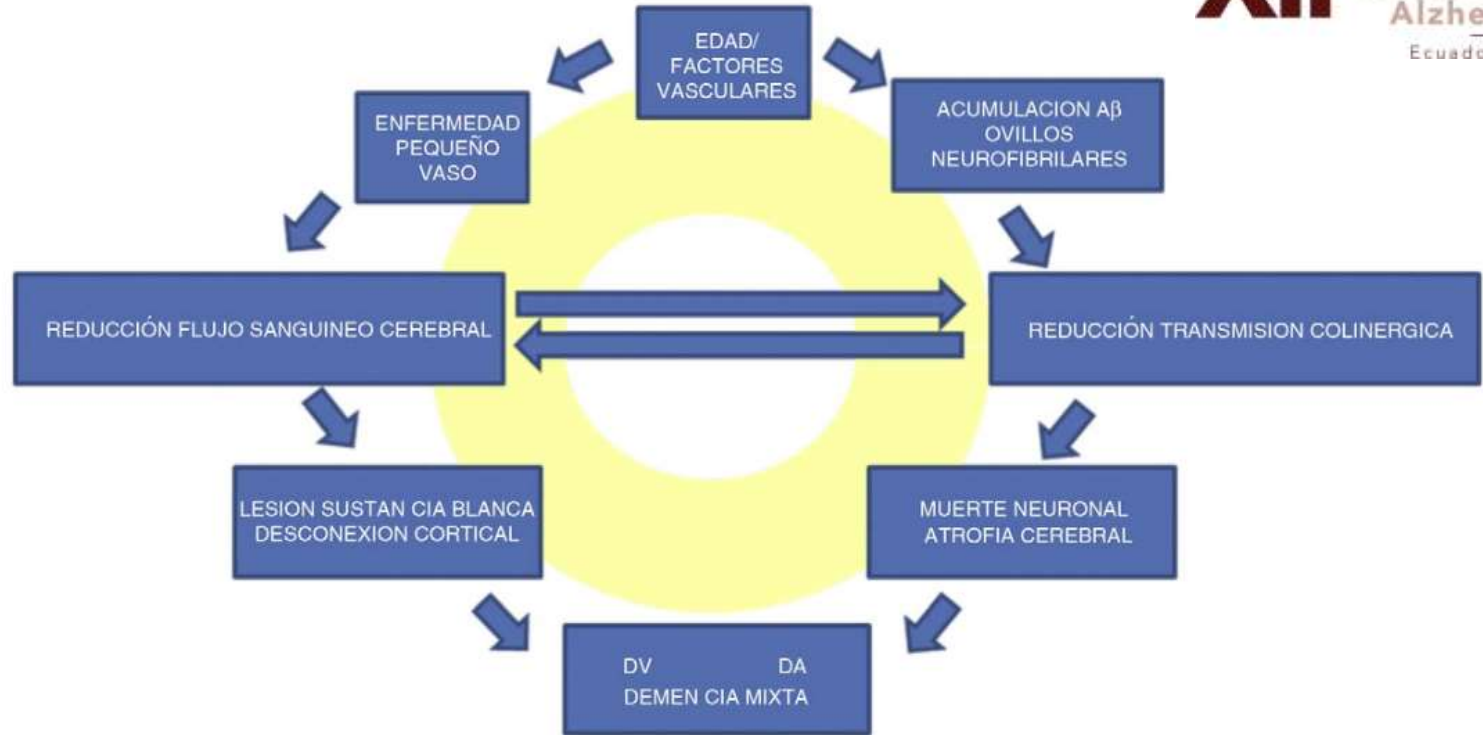 XII
Alzhe
Ecuado
EDAD/
FACTORES
VASCULARES
ENFERMEDAD
PEQUEÑO
VASO
ACUMULACION Aβ
OVILLOS
NEUROFIBRILARES
REDUCCIÓN FLUJO SANGUINEO CEREBRAL
REDUCCIÓN TRANSMISION COLINERGICA
LESION SUSTAN CIA BLANCA
DESCONEXION CORTICAL
MUERTE NEURONAL
ATROFIA CEREBRAL
DV DA
DEMEN CIA MIXTA